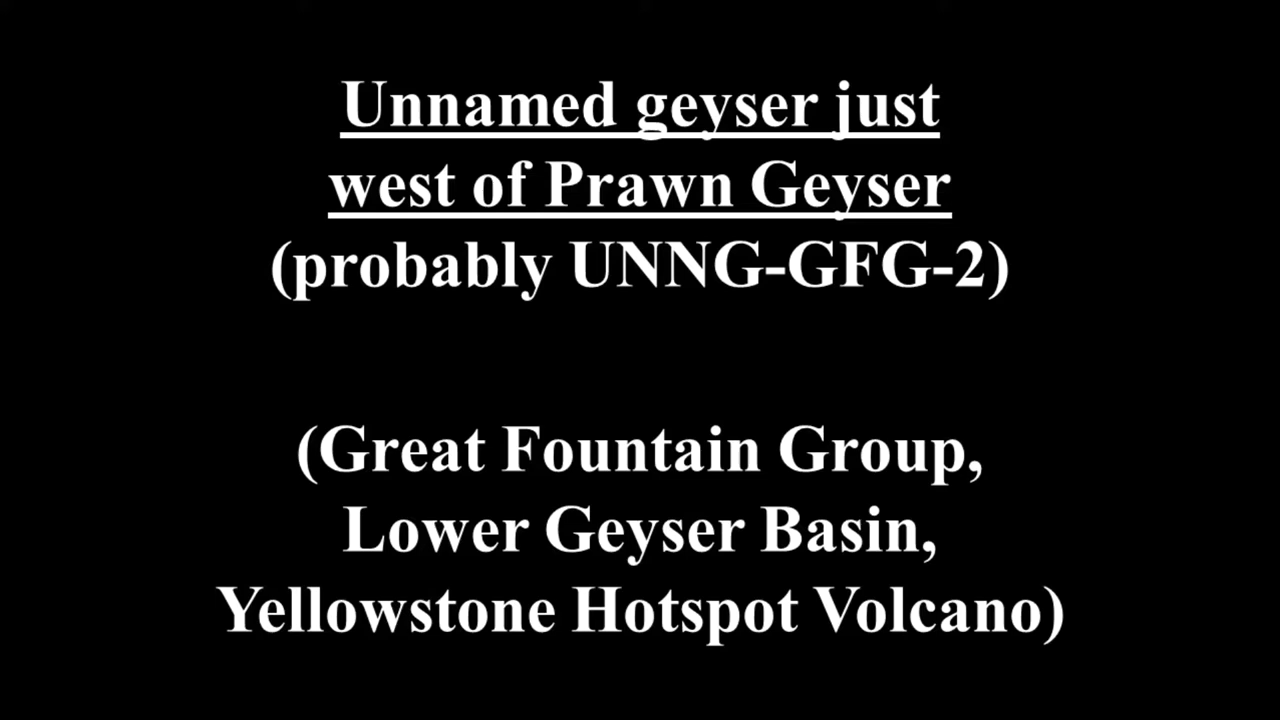 Unnamed geyser just
west of Prawn Geyser
(probably UNNG-GFG-2)
(Great Fountain Group,
Lower Geyser Basin,
Yellowstone Hotspot Volcano)